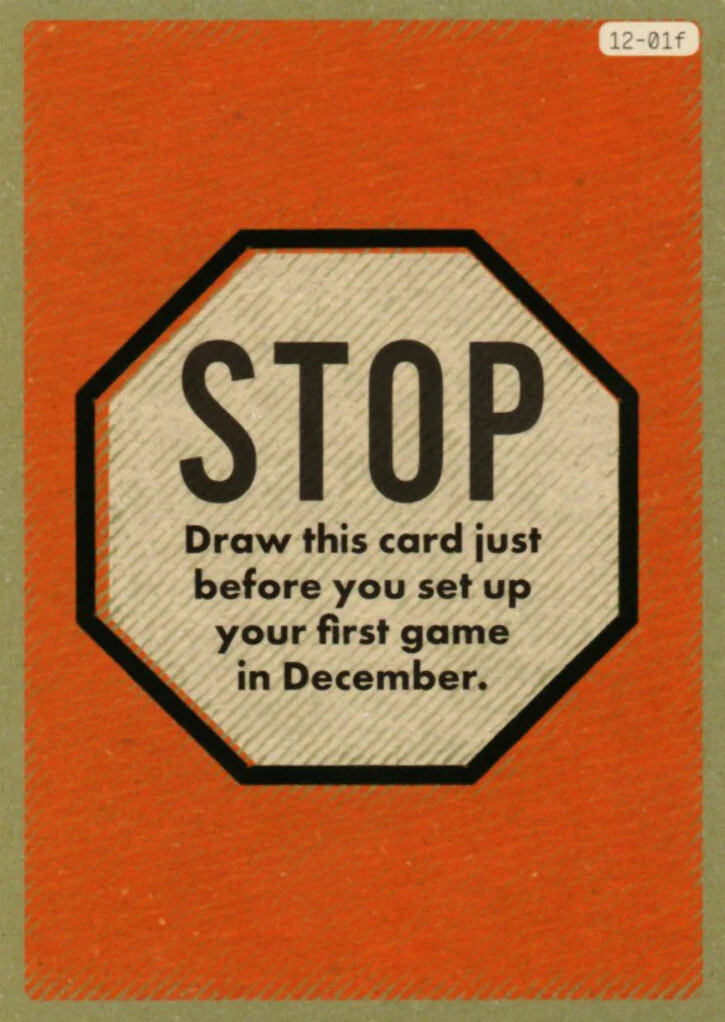 12-01f
STOP
Draw this card just
before you set up
your first game
in December.